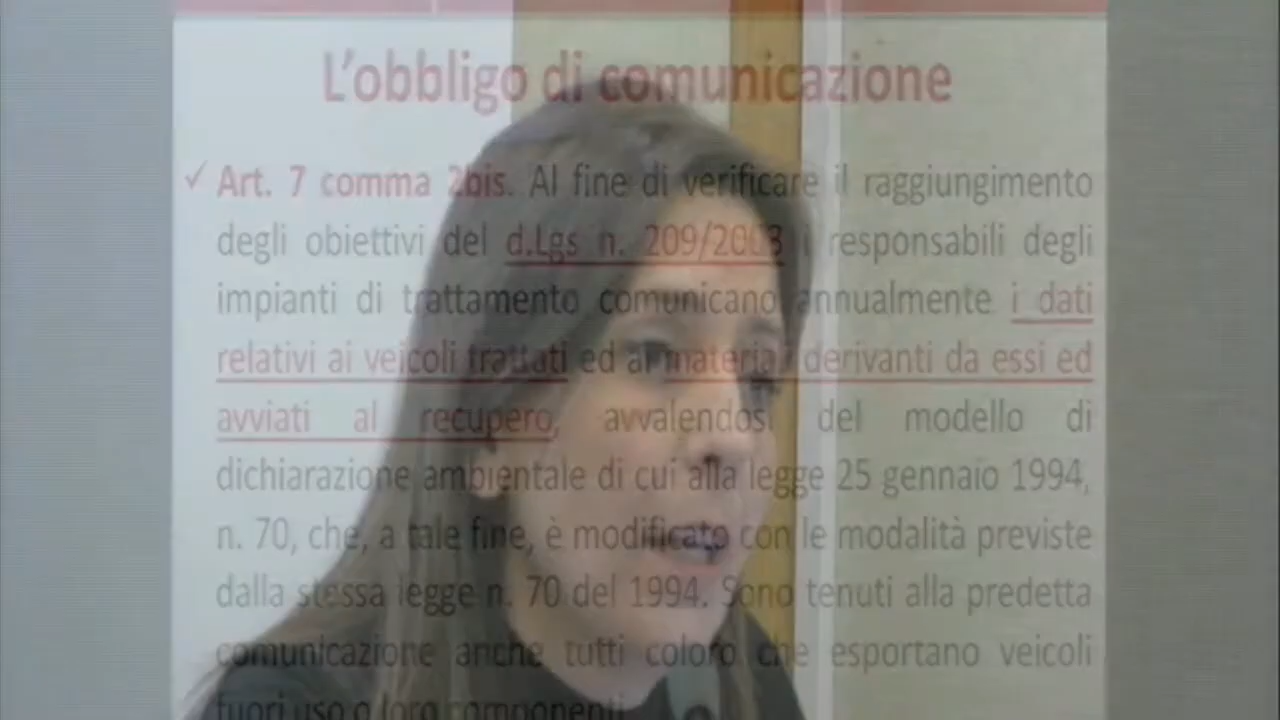 L'obbligo di comunicazione
✓ Art. 7 comma 2bis. Al fine di verificare il raggiungimento
degli obiettivi del d.Lgs n. 209/2003 i responsabili degli
impianti di trattamento comunicano annualmente i dati
relativi ai veicoli trattati ed ai materiali derivanti da essi ed
avviati al recupero, avvalendosi del modello di
dichiarazione ambientale di cui alla legge 25 gennaio 1994,
n. 70, che, a tale fine, è modificato con le modalità previste
dalla stessa legge n. 70 del 1994. Sono tenuti alla predetta
comunicazione anche tutti coloro che esportano veicoli
fuori uso o loro componenti.